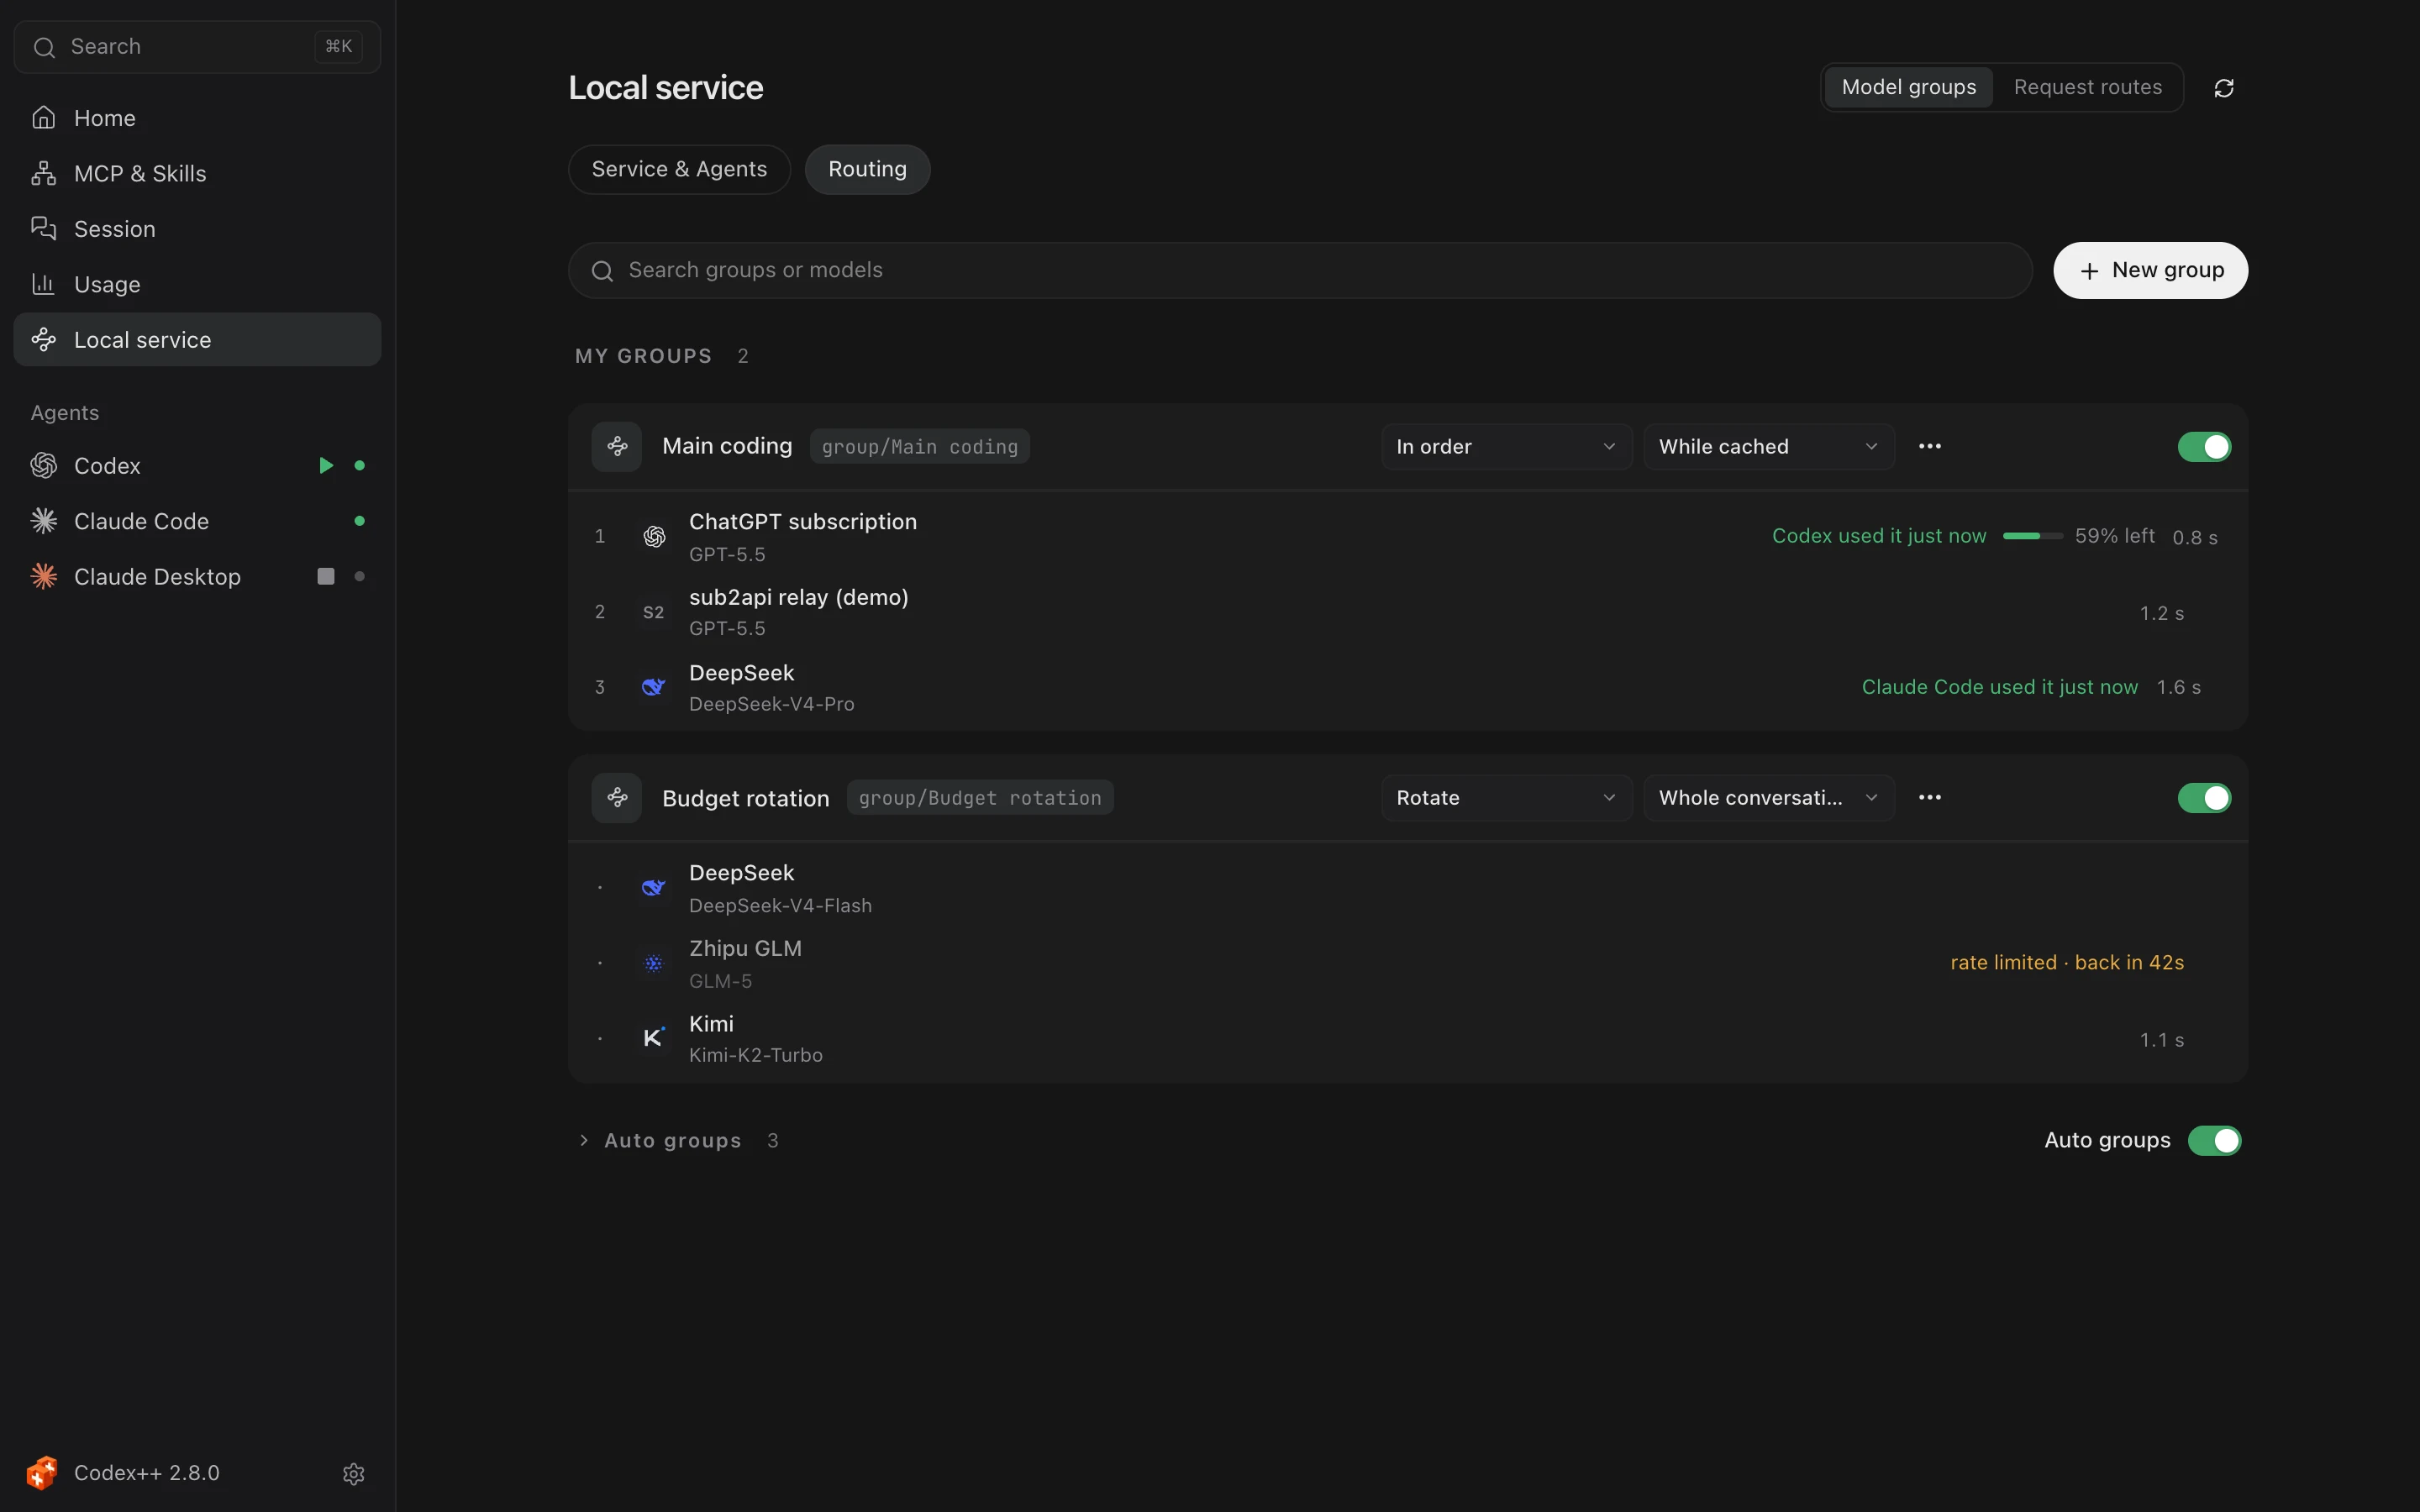 Search ⌘K
Home
MCP & Skills
Session
Usage
Local service
Agents
Codex
Claude Code
Claude Desktop
Codex++ 2.8.0
Local service
Model groups Request routes
Service & Agents Routing
Search groups or models
New group
MY GROUPS 2
Main coding group/Main coding In order While cached
1 ChatGPT subscription
GPT-5.5
Codex used it just now 59% left 0.8 s
2 S2 sub2api relay (demo)
GPT-5.5
1.2 s
3 DeepSeek
DeepSeek-V4-Pro
Claude Code used it just now 1.6 s
Budget rotation group/Budget rotation Rotate Whole conversati...
· DeepSeek
DeepSeek-V4-Flash
· Zhipu GLM
GLM-5
rate limited · back in 42s
· Kimi
Kimi-K2-Turbo
1.1 s
Auto groups 3
Auto groups